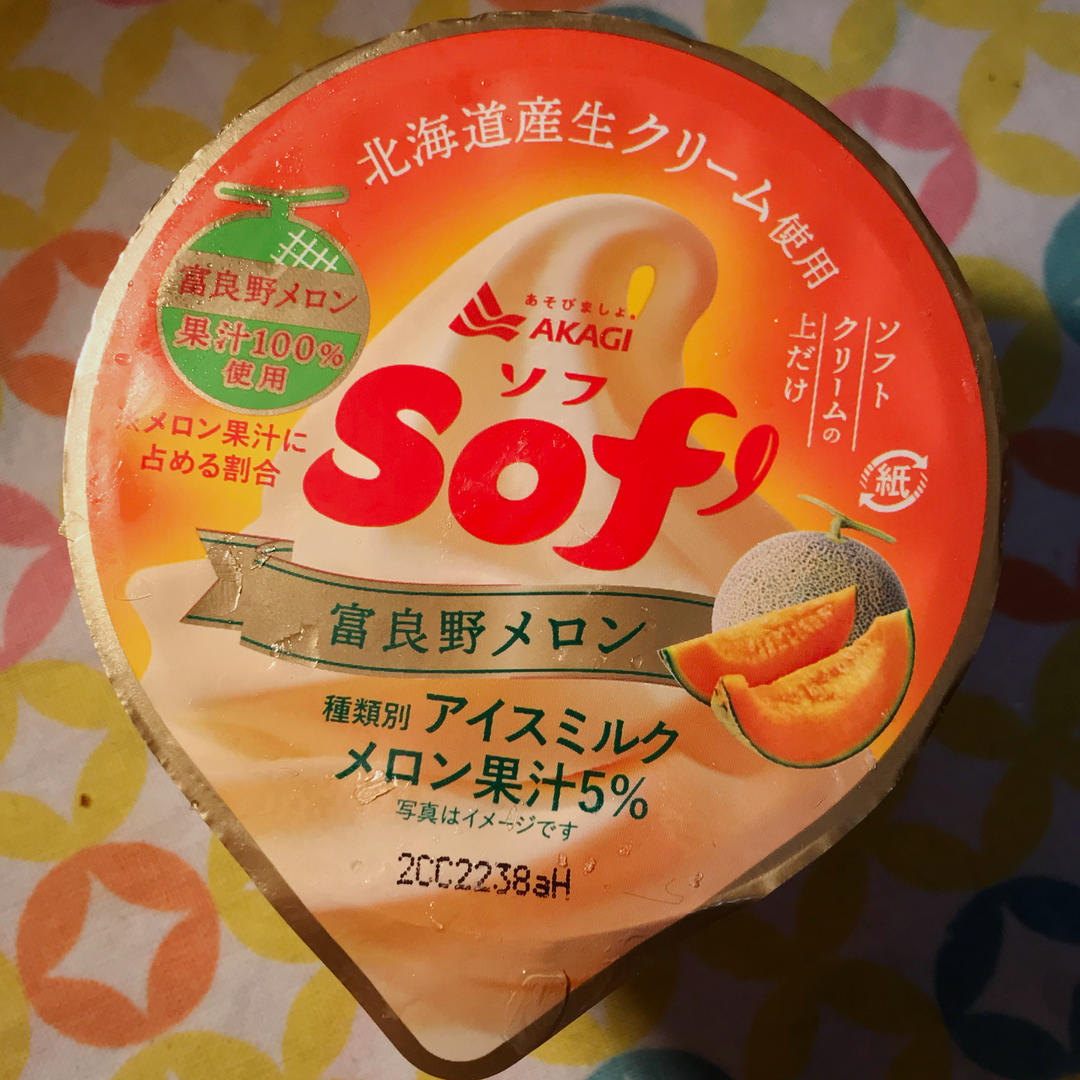 北海道産生クリーム使用
富良野メロン
果汁100%
使用
※メロン果汁に
占める割合
あそびましょ。
AKAGI
ソフ
Sof'
ソフト
クリームの
上だけ
紙
富良野メロン
種類別 アイスミルク
メロン果汁5%
写真はイメージです
2CC2238aH